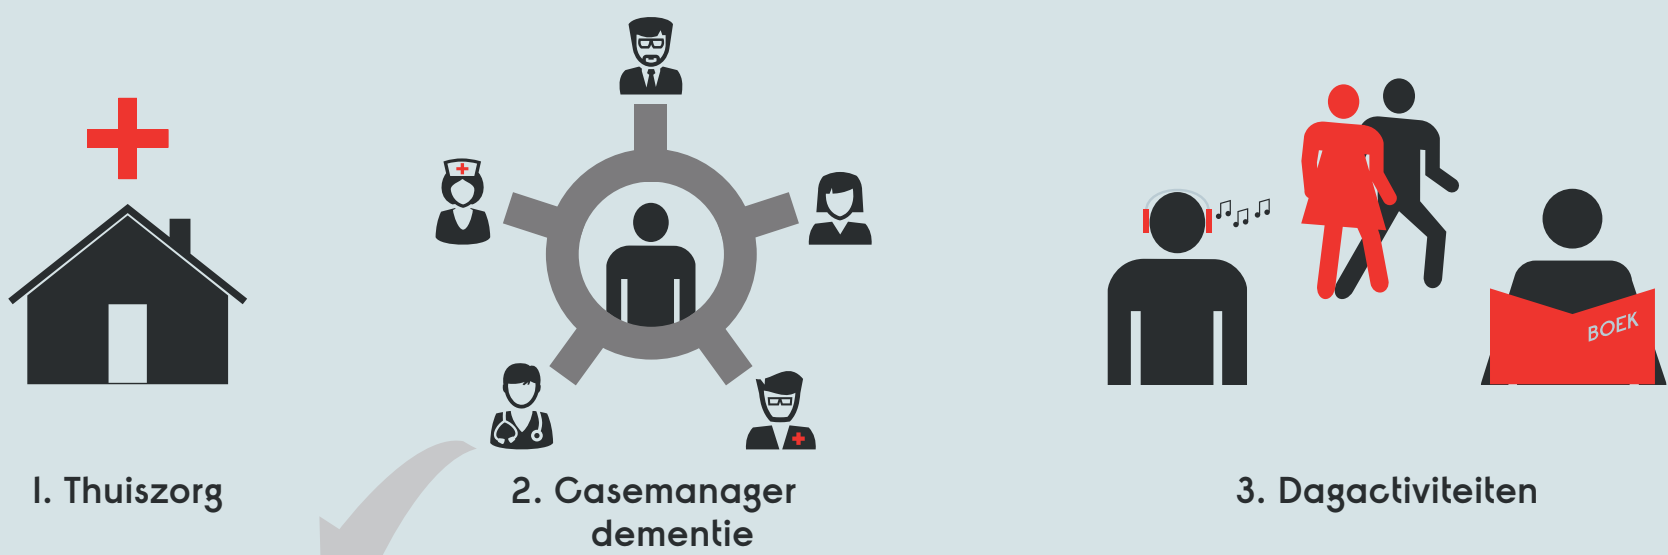 BOEK
1. Thuiszorg
2. Casemanager
dementie
3. Dagactiviteiten